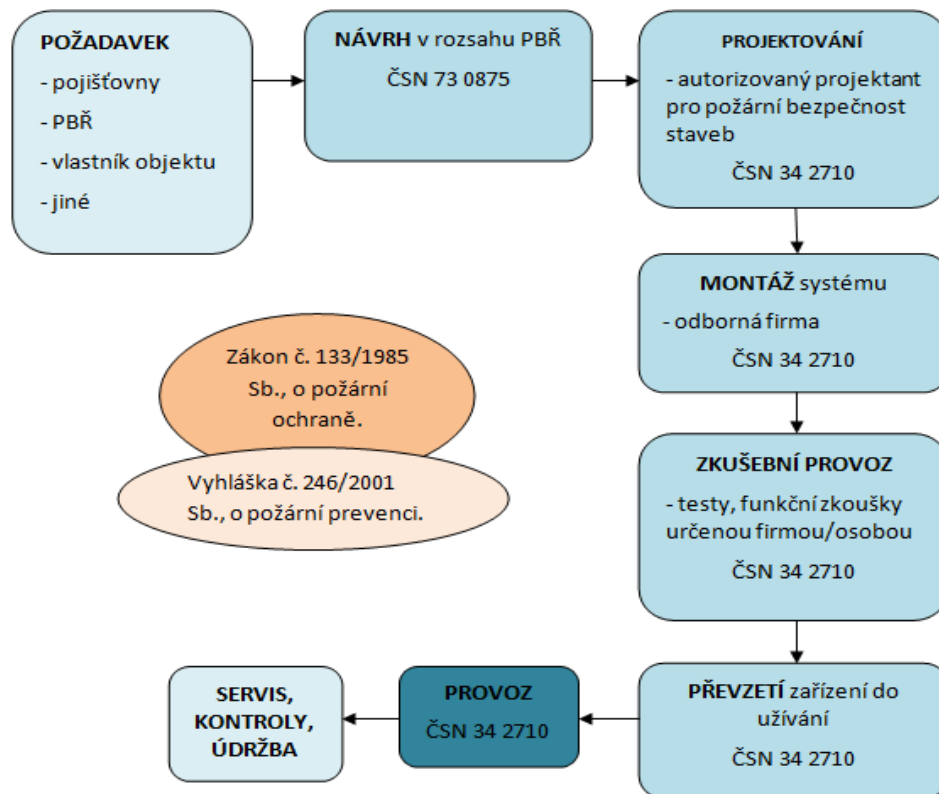 POŽADAVEK
- pojišťovny
- PBŘ
- vlastník objektu
- jiné
NÁVRH v rozsahu PBŘ
ČSN 73 0875
PROJEKTOVÁNÍ
- autorizovaný projektant
pro požární bezpečnost
staveb
ČSN 34 2710
MONTÁŽ systému
- odborná firma
ČSN 34 2710
Zákon č. 133/1985
Sb., o požární
ochraně.
Vyhláška č. 246/2001
Sb., o požární prevenci.
ZKUŠEBNÍ PROVOZ
- testy, funkční zkoušky
určenou firmou/osobou
ČSN 34 2710
PŘEVZETÍ zařízení do
užívání
ČSN 34 2710
PROVOZ
ČSN 34 2710
SERVIS,
KONTROLY,
ÚDRŽBA